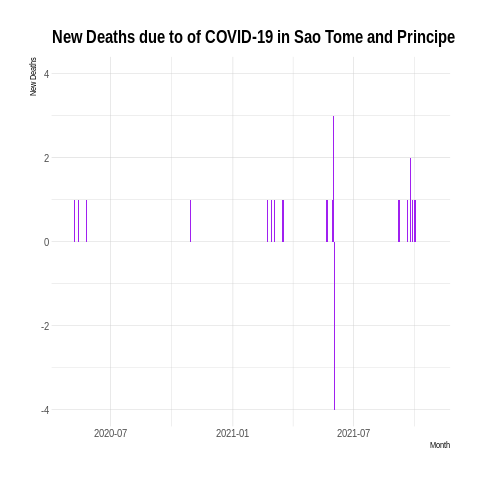 New Deaths due to of COVID-19 in Sao Tome and Principe
New Deaths
4
2
0
-2
-4
2020-07
2021-01
2021-07
Month